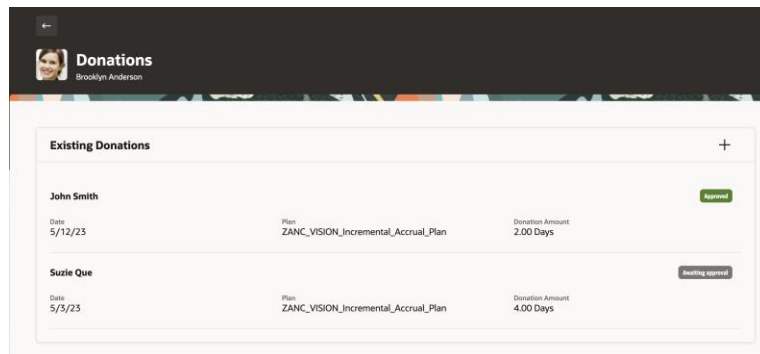 Donations
Brooklyn Anderson
Existing Donations
John Smith
Approved
Date
Plan
Donation Amount
5/12/23
ZANC_VISION_Incremental_Accrual_Plan
2.00 Days
Suzie Que
Awaiting approval
Date
Plan
Donation Amount
5/3/23
ZANC_VISION_Incremental_Accrual_Plan
4.00 Days